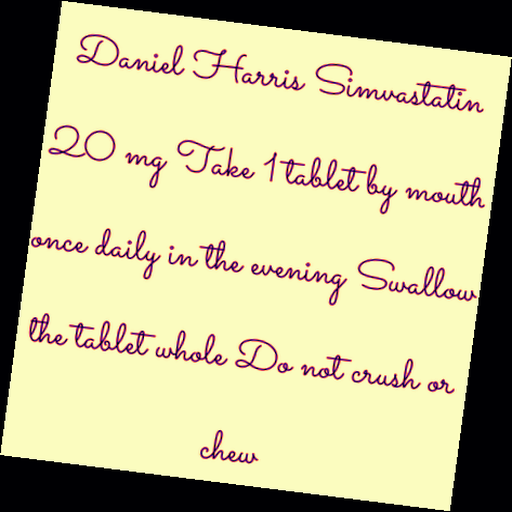 Daniel Harris Simvastatin
20 mg Take 1 tablet by mouth
once daily in the evening Swallow
the tablet whole Do not crush or
chew